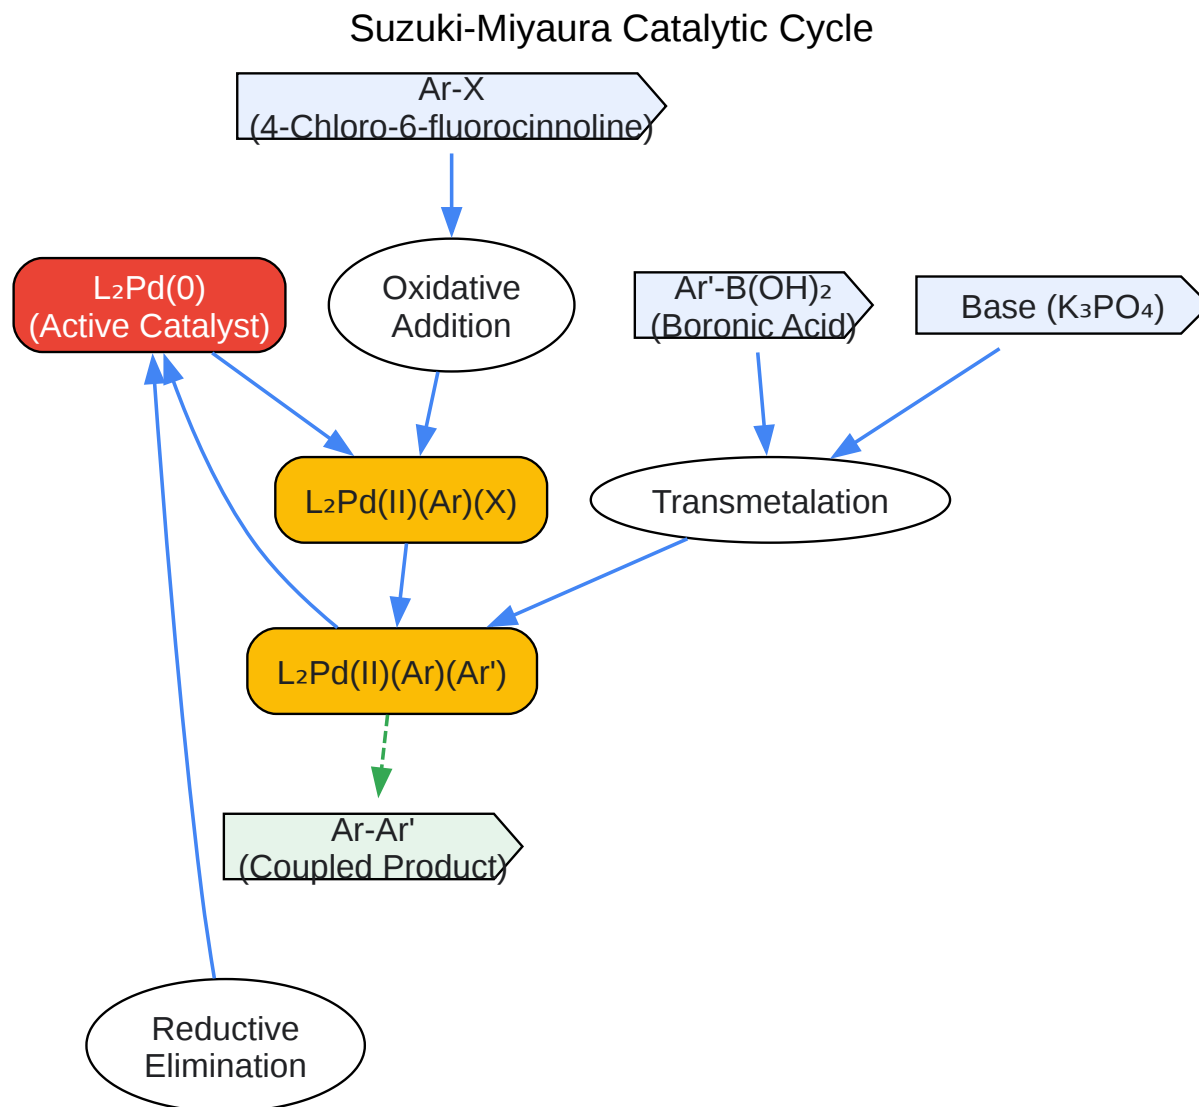 Suzuki-Miyaura Catalytic Cycle
Ar-X
(4-Chloro-6-fluorocinnoline)
L₂Pd(0)
(Active Catalyst)
Oxidative
Addition
Ar'-B(OH)₂
(Boronic Acid)
Base (K₃PO₄)
L₂Pd(II)(Ar)(X)
Transmetalation
L₂Pd(II)(Ar)(Ar')
Ar-Ar'
(Coupled Product)
Reductive
Elimination